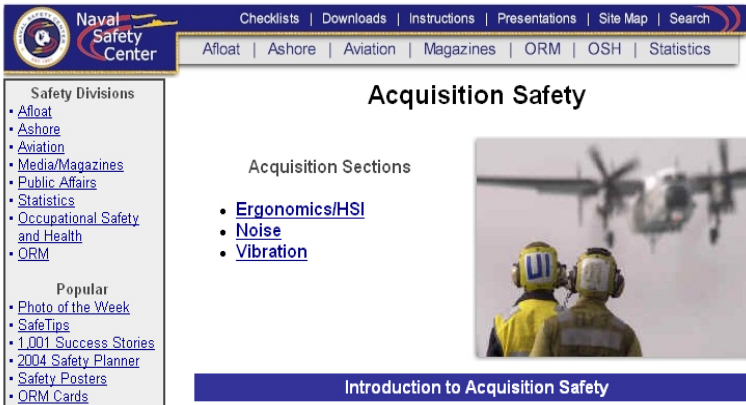 Naval
Safety
Center
Checklists | Downloads | Instructions | Presentations | Site Map | Search
Afloat | Ashore | Aviation | Magazines | ORM | OSH | Statistics
Safety Divisions
Afloat
Ashore
Aviation
Media/Magazines
Public Affairs
Statistics
Occupational Safety
and Health
ORM
Popular
Photo of the Week
SafeTips
1,001 Success Stories
2004 Safety Planner
Safety Posters
ORM Cards
Acquisition Safety
Acquisition Sections
Ergonomics/HSI
Noise
Vibration
UI
Introduction to Acquisition Safety